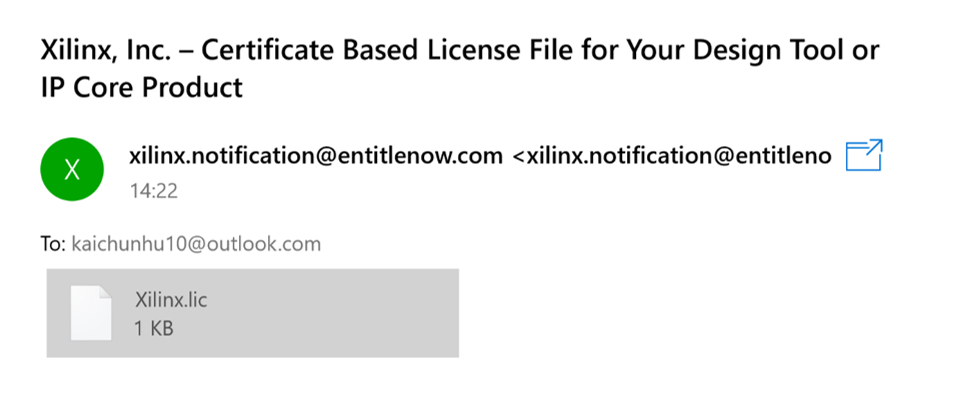 Xilinx, Inc. – Certificate Based License File for Your Design Tool or
IP Core Product
X
xilinx.notification@entitlenow.com <xilinx.notification@entitleno
14:22
To: kaichunhu10@outlook.com
Xilinx.lic
1 KB